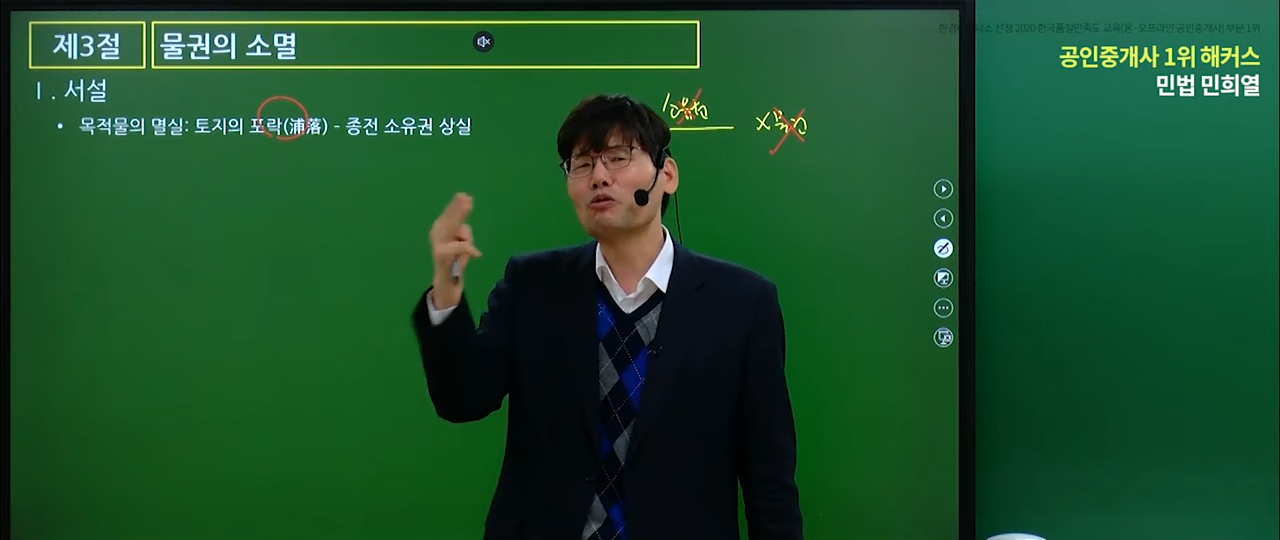 제3절 물권의 소멸
Ⅰ. 서설
• 목적물의 멸실: 토지의 포락(浦落) – 종전 소유권 상실
공인중개사 1위 해커스
민법 민희열